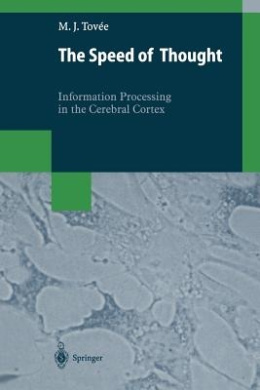 M. J. Tovée
The Speed of Thought
Information Processing
in the Cerebral Cortex
Springer